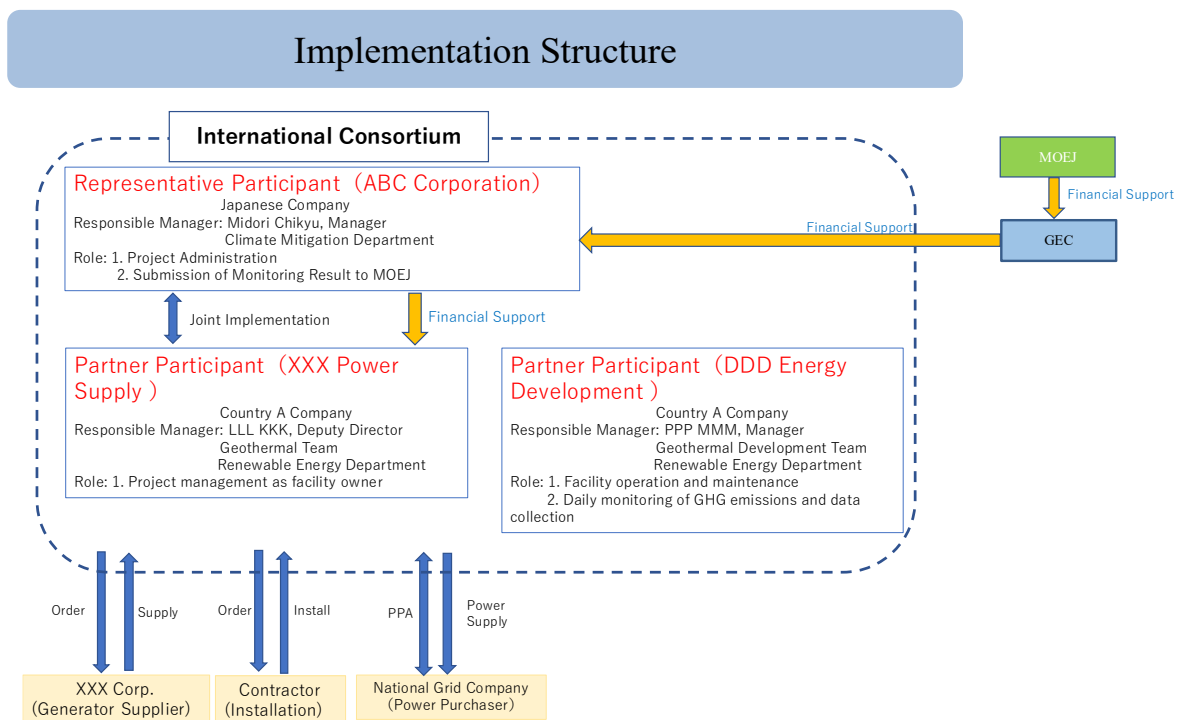 Implementation Structure
International Consortium
MOEJ
Financial Support
GEC
Financial Support
Representative Participant（ABC Corporation）
Japanese Company
Responsible Manager: Midori Chikyu, Manager
Climate Mitigation Department
Role: 1. Project Administration
2. Submission of Monitoring Result to MOEJ
Joint Implementation
Financial Support
Partner Participant（XXX Power
Supply ）
Country A Company
Responsible Manager: LLL KKK, Deputy Director
Geothermal Team
Renewable Energy Department
Role: 1. Project management as facility owner
Partner Participant（DDD Energy
Development ）
Country A Company
Responsible Manager: PPP MMM, Manager
Geothermal Development Team
Renewable Energy Department
Role: 1. Facility operation and maintenance
2. Daily monitoring of GHG emissions and data
collection
Order
Supply
Order
Install
PPA
Power
Supply
XXX Corp.
(Generator Supplier)
Contractor
(Installation)
National Grid Company
(Power Purchaser)